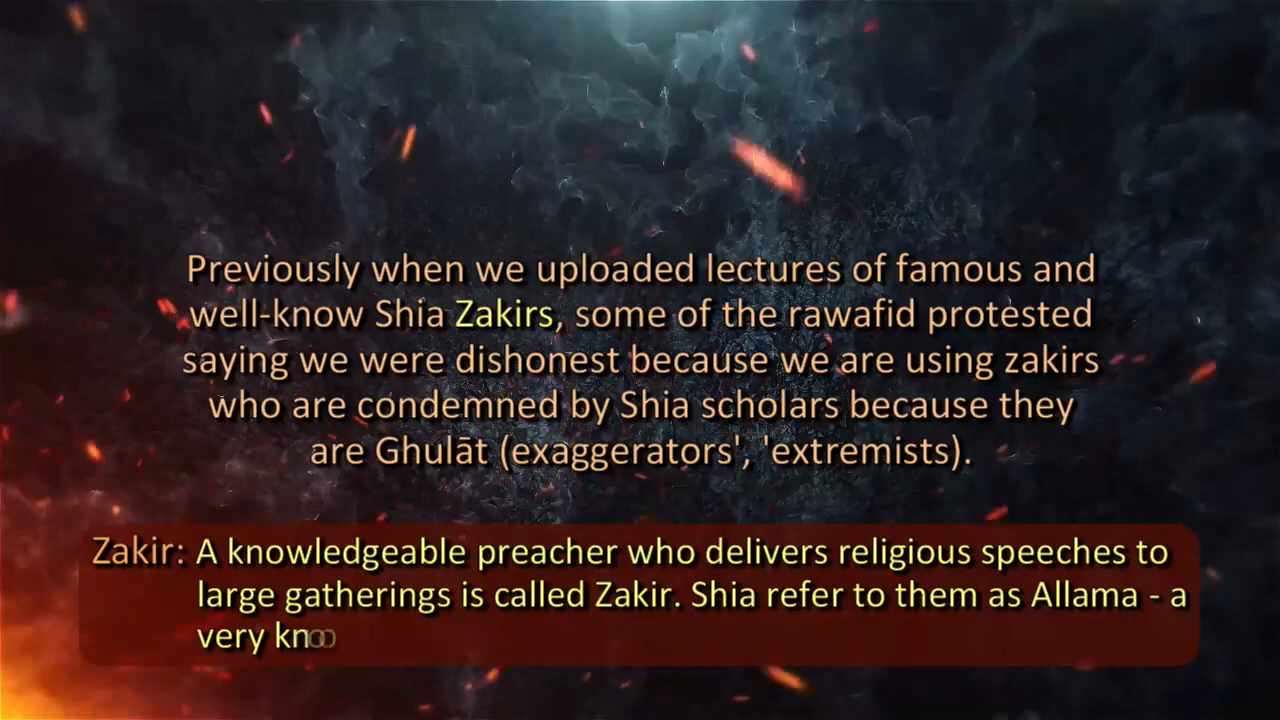 Previously when we uploaded lectures of famous and
well-know Shia Zakirs, some of the rawafid protested
saying we were dishonest because we are using zakirs
who are condemned by Shia scholars because they
are Ghulāt (exaggerators', 'extremists).
Zakir: A knowledgeable preacher who delivers religious speeches to
large gatherings is called Zakir. Shia refer to them as Allama - a
very